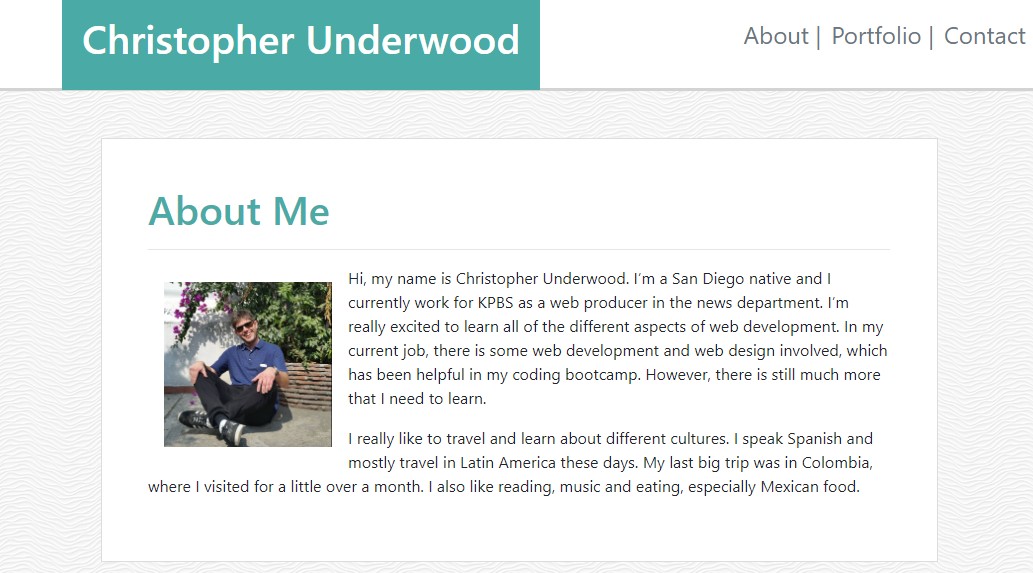 Christopher Underwood
About | Portfolio | Contact
About Me
Hi, my name is Christopher Underwood. I'm a San Diego native and I
currently work for KPBS as a web producer in the news department. I'm
really excited to learn all of the different aspects of web development. In my
current job, there is some web development and web design involved, which
has been helpful in my coding bootcamp. However, there is still much more
that I need to learn.
I really like to travel and learn about different cultures. I speak Spanish and
mostly travel in Latin America these days. My last big trip was in Colombia,
where I visited for a little over a month. I also like reading, music and eating, especially Mexican food.